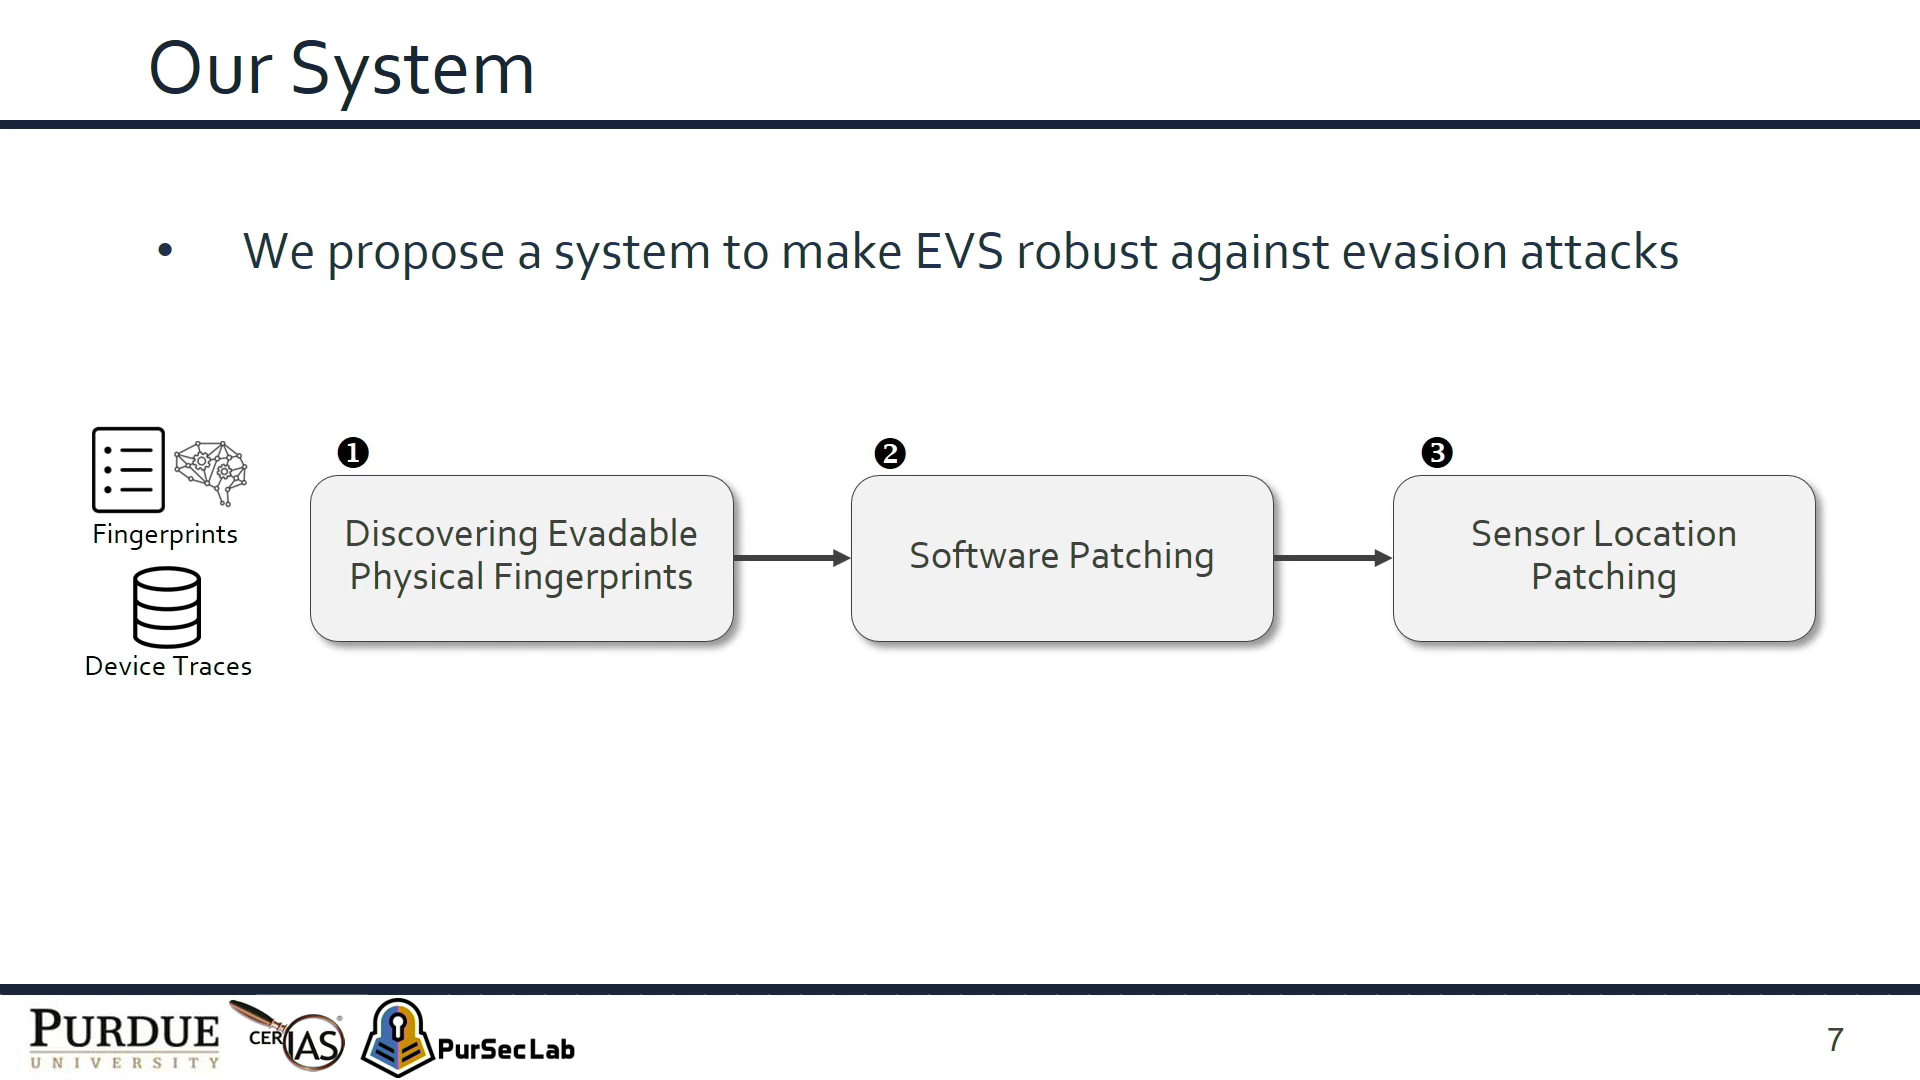 Our System
• We propose a system to make EVS robust against evasion attacks
Fingerprints
Device Traces
❶
Discovering Evadable
Physical Fingerprints
❷
Software Patching
❸
Sensor Location
Patching
PURDUE
UNIVERSITY
CERIAS®
PurSecLab
7